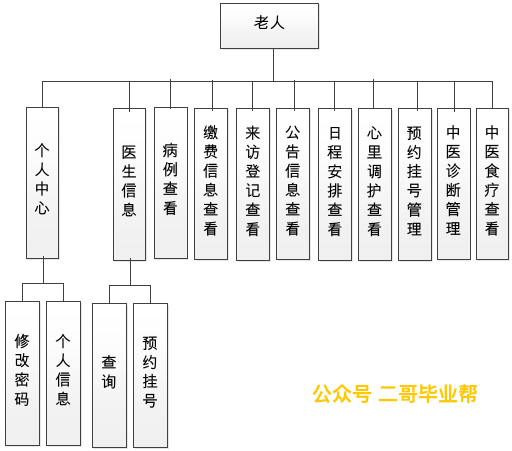 老人
个人中心
医生信息
病例查看
缴费信息查看
来访登记查看
公告信息查看
日程安排查看
心里调护查看
预约挂号管理
中医诊断管理
中医食疗查看
修改密码
个人信息
查询
预约挂号
公众号 二哥毕业帮